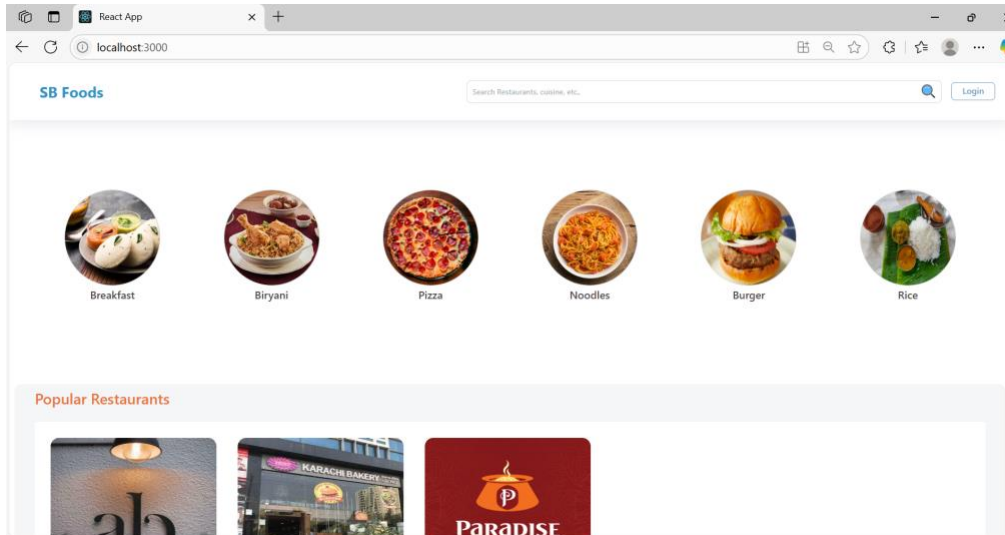 React App
localhost:3000
SB Foods
Search Restaurants, cuisine, etc.,
Login
Breakfast
Biryani
Pizza
Noodles
Burger
Rice
Popular Restaurants
ab
KARACHI BAKERY
P
PARADISE